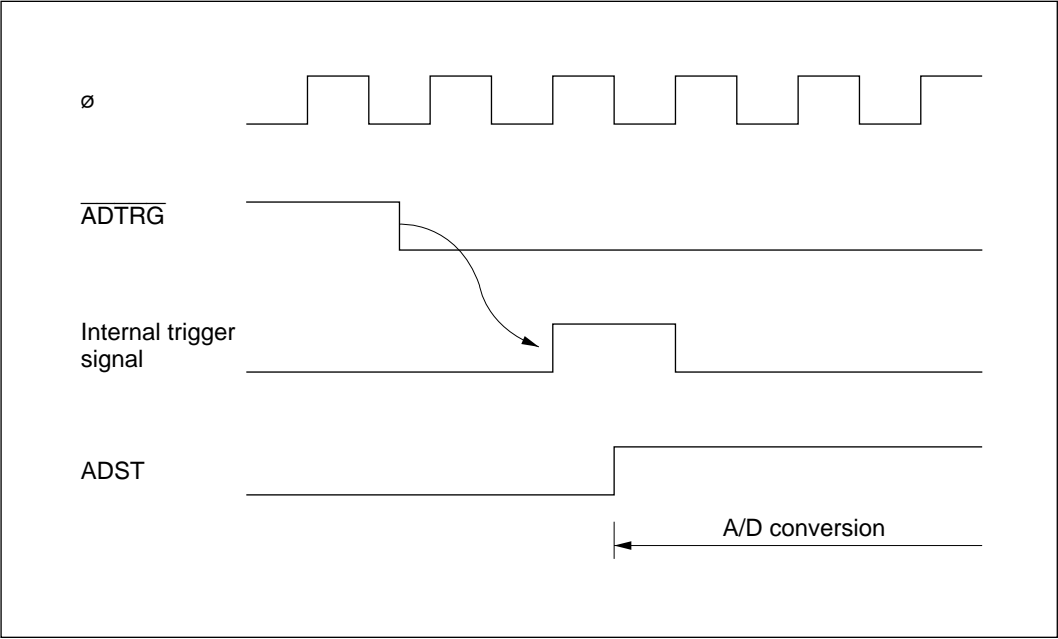 ø
ADTRG
Internal trigger
signal
ADST
A/D conversion